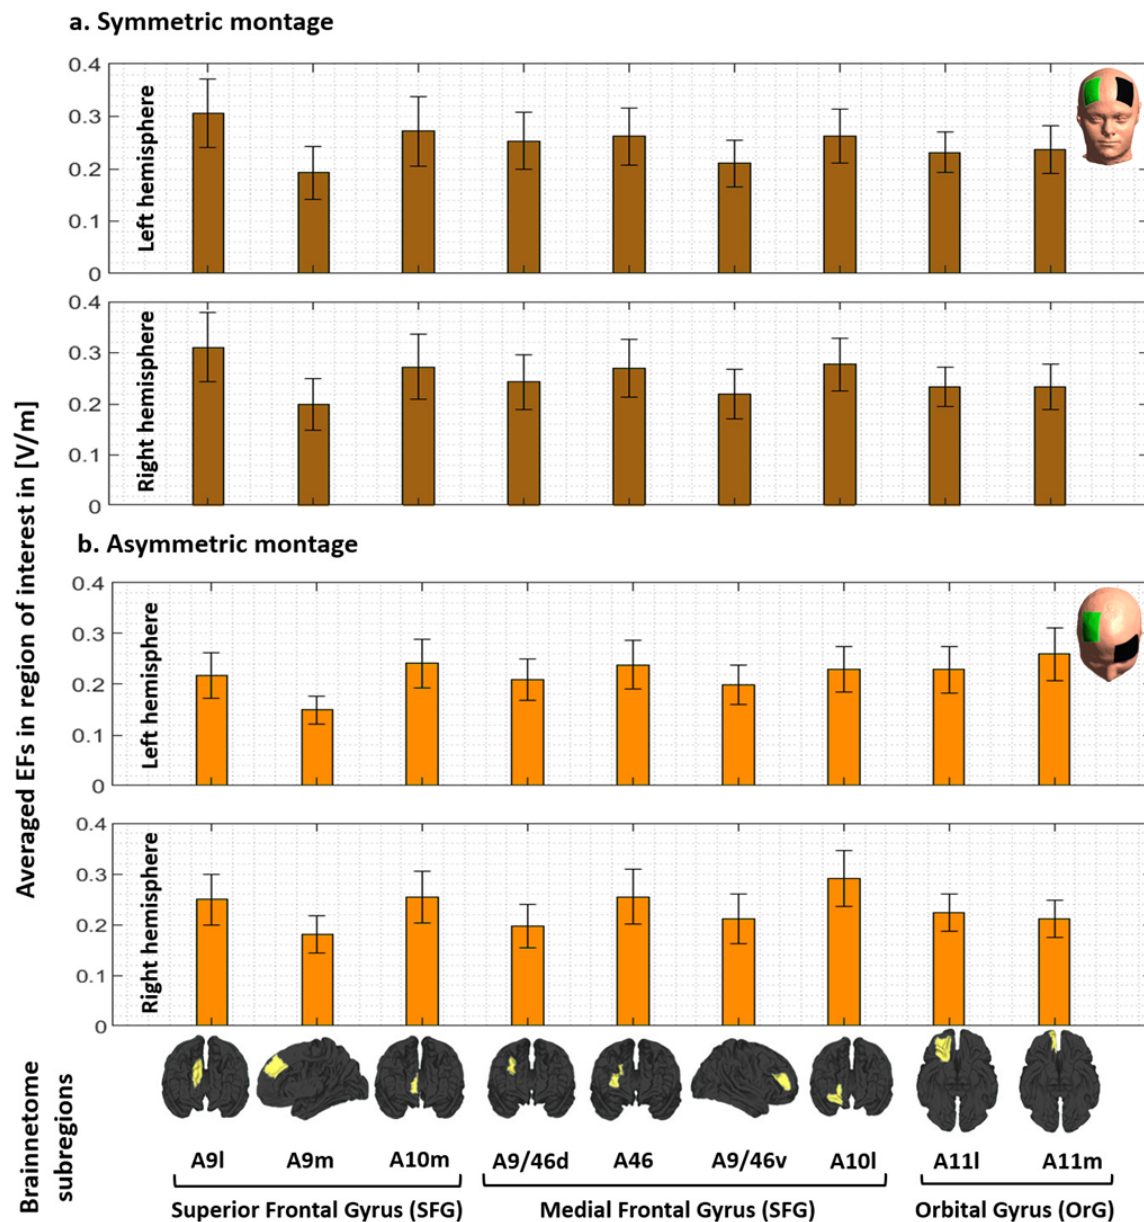 a. Symmetric montage
0.4
0.3
0.2
0.1
0
Left hemisphere
0.4
0.3
0.2
0.1
0
Right hemisphere
Averaged EFs in region of interest in [V/m]
b. Asymmetric montage
0.4
0.3
0.2
0.1
0
Left hemisphere
0.4
0.3
0.2
0.1
0
Right hemisphere
Brainnetome
subregions
A9l A9m A10m A9/46d A46 A9/46v A10l A11l A11m
Superior Frontal Gyrus (SFG) Medial Frontal Gyrus (SFG) Orbital Gyrus (OrG)